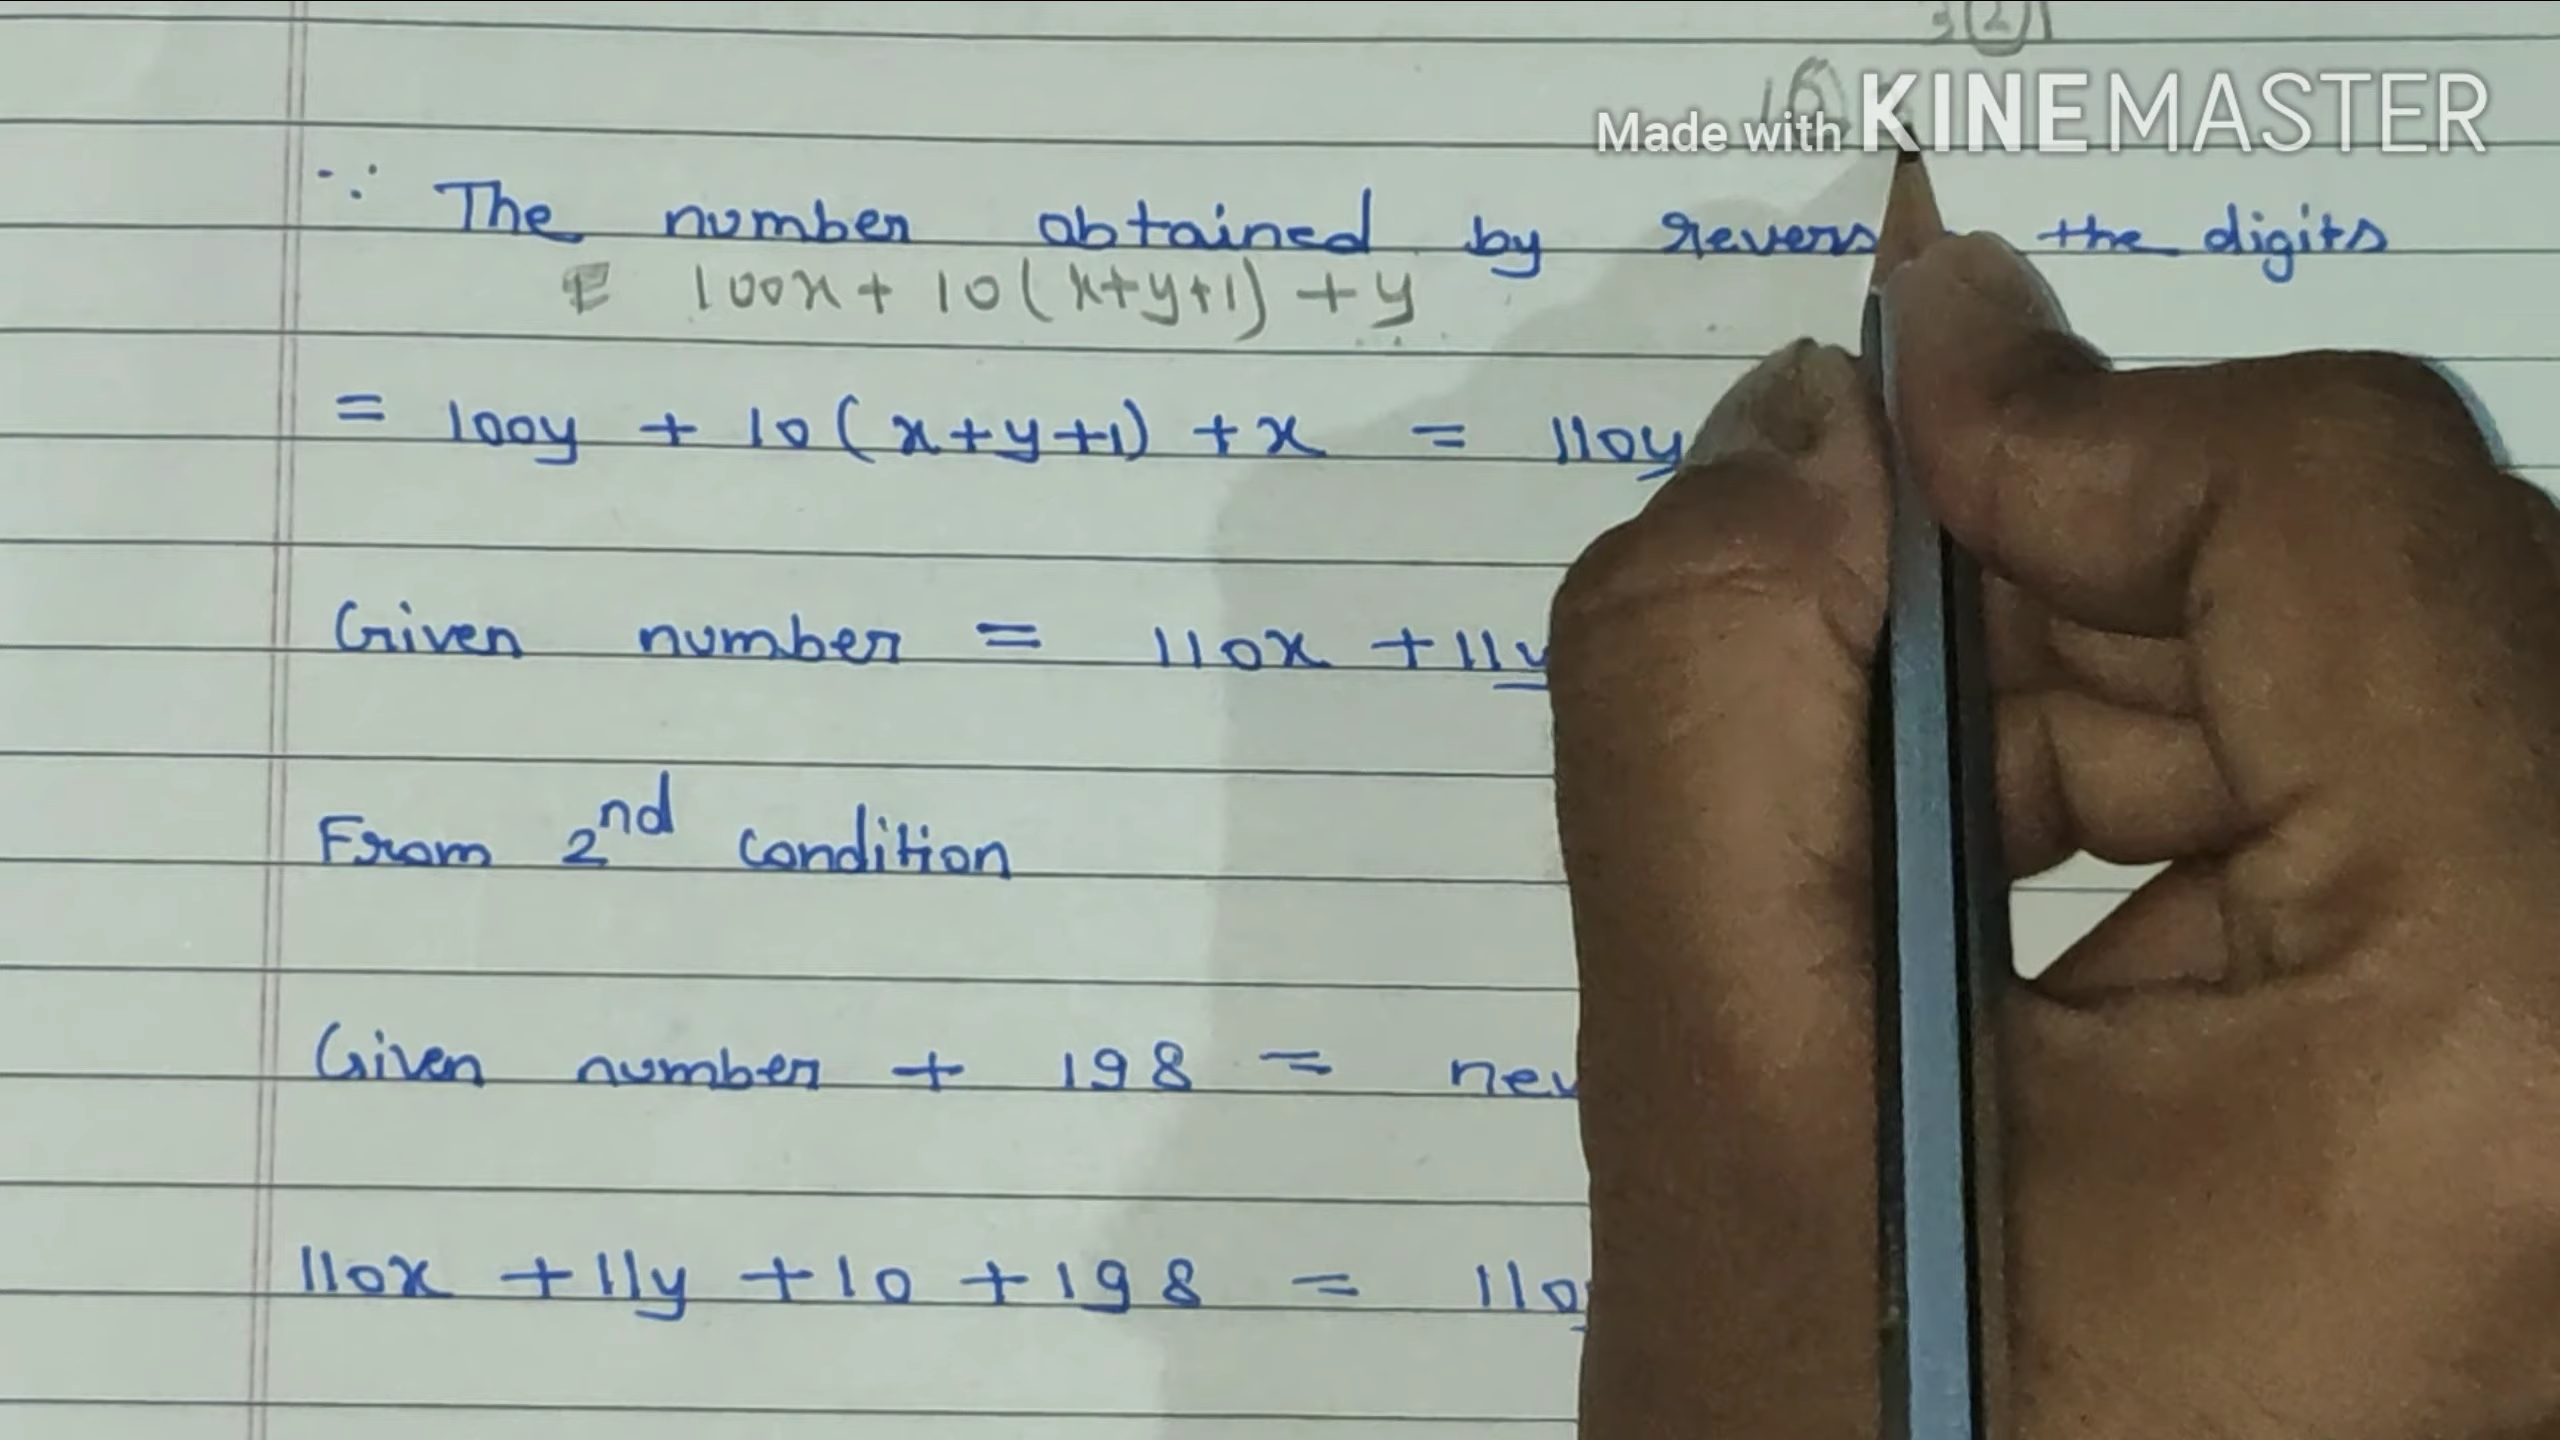 Made with KINEMASTER
∵ The number obtained by revers the digits
100x + 10(x+y+1) + y
= 100y + 10(x+y+1) + x = 110y
Given number = 110x + 11y
From 2nd condition
Given number + 198 = new
110x + 11y + 10 + 198 = 110